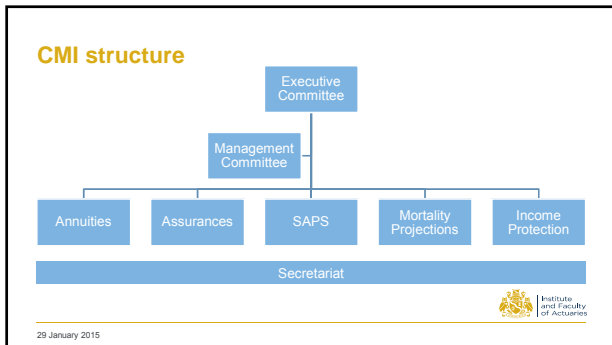 CMI structure
Executive
Committee
Management
Committee
Annuities
Assurances
SAPS
Mortality
Projections
Income
Protection
Secretariat
Institute
and Faculty
of Actuaries
29 January 2015